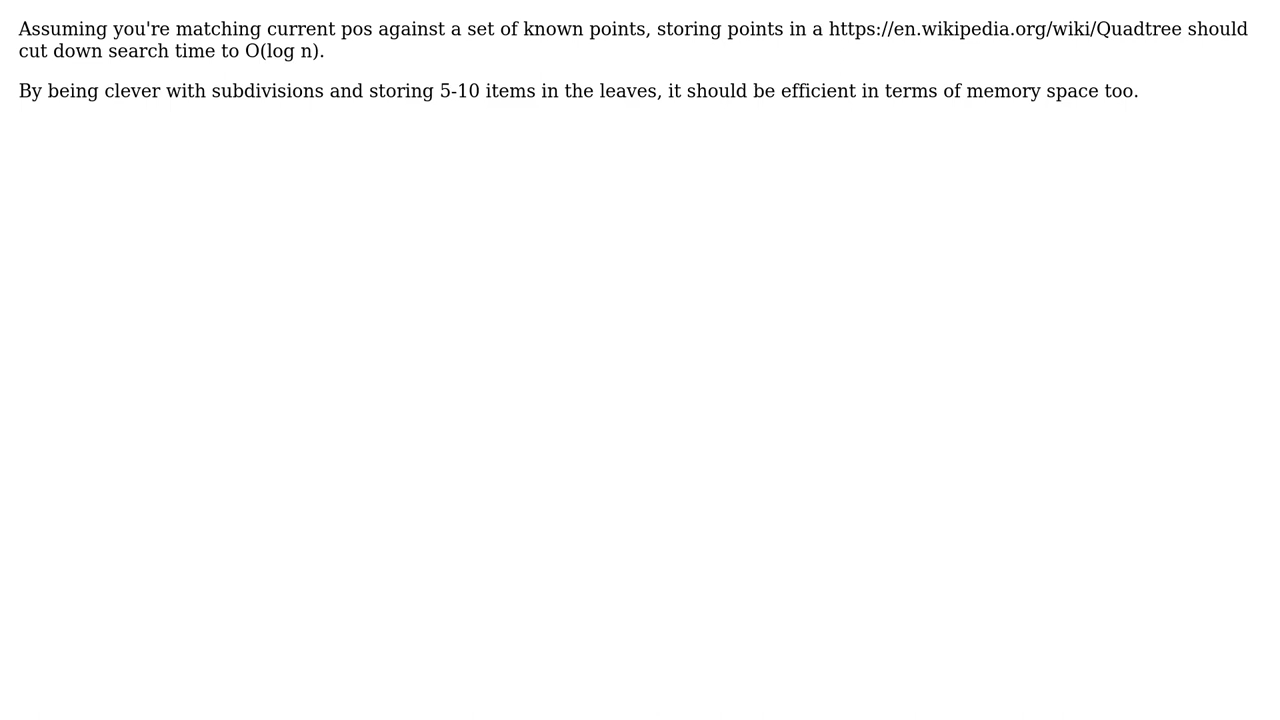 Assuming you're matching current pos against a set of known points, storing points in a https://en.wikipedia.org/wiki/Quadtree should
cut down search time to O(log n).
By being clever with subdivisions and storing 5-10 items in the leaves, it should be efficient in terms of memory space too.